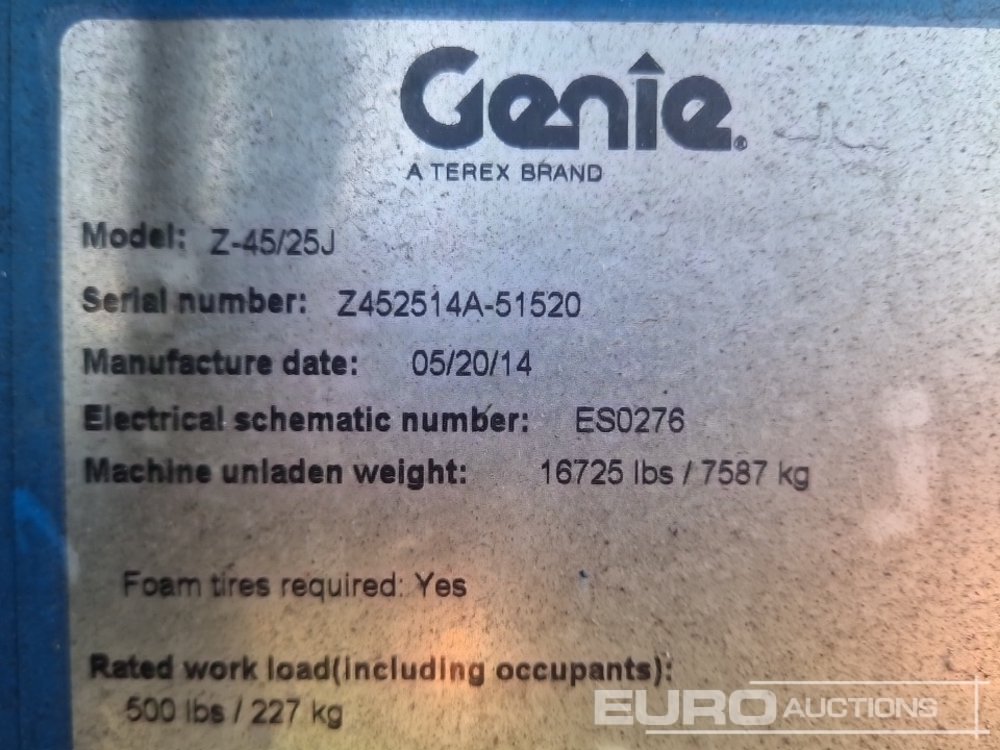 Genie®
A TEREX BRAND
Model: Z-45/25J
Serial number: Z452514A-51520
Manufacture date: 05/20/14
Electrical schematic number: ES0276
Machine unladen weight: 16725 lbs / 7587 kg
Foam tires required: Yes
Rated work load(including occupants):
500 lbs / 227 kg
EURO AUCTIONS